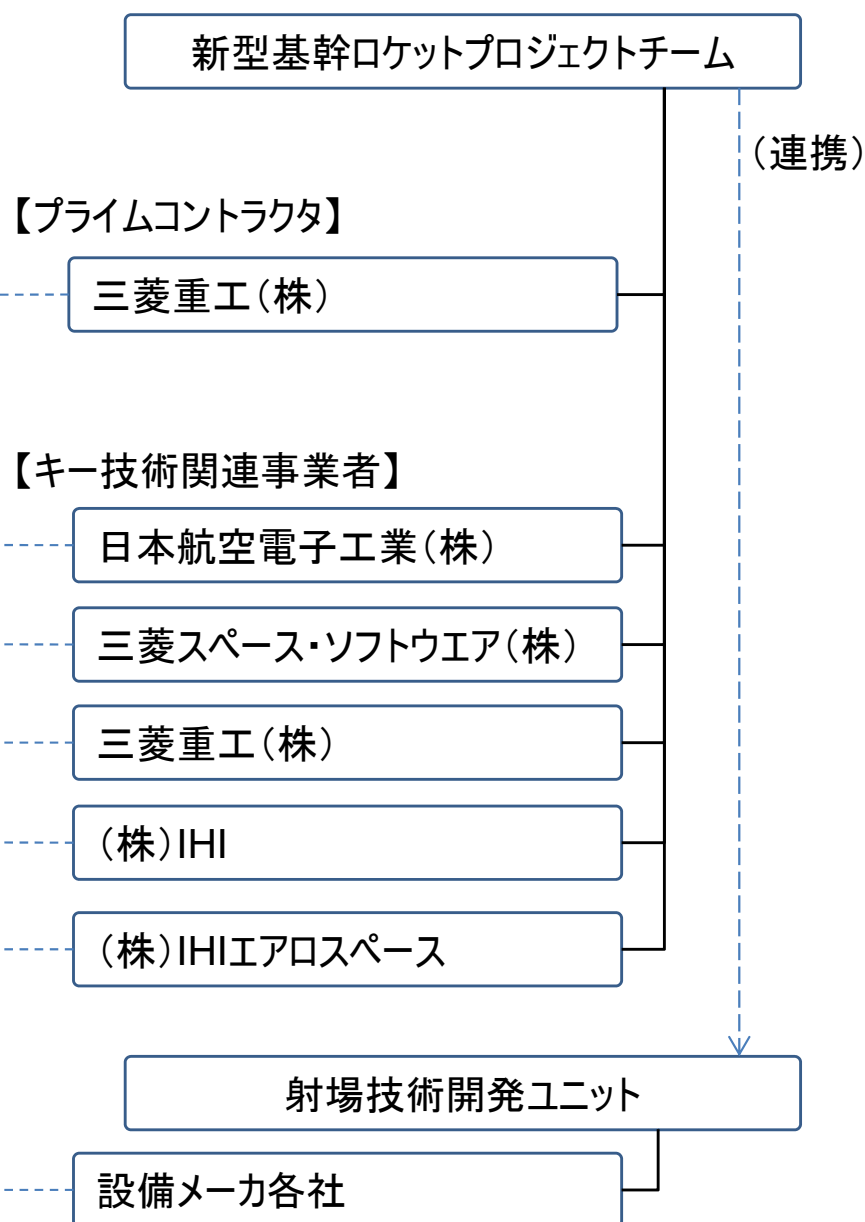 新型基幹ロケットプロジェクトチーム
（連携）
【プライムコントラクタ】
三菱重工（株）
【キー技術関連事業者】
日本航空電子工業（株）
三菱スペース・ソフトウエア（株）
三菱重工（株）
（株）IHI
（株）IHIエアロスペース
射場技術開発ユニット
設備メーカ各社